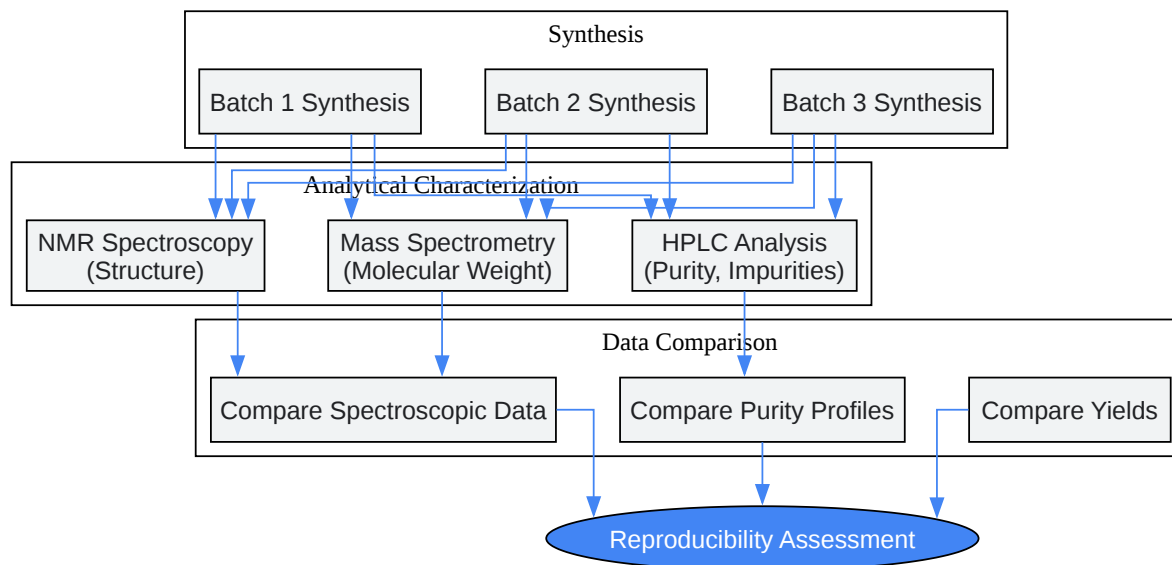 Synthesis
Batch 1 Synthesis
Batch 2 Synthesis
Batch 3 Synthesis
Analytical Characterization
NMR Spectroscopy
(Structure)
Mass Spectrometry
(Molecular Weight)
HPLC Analysis
(Purity, Impurities)
Data Comparison
Compare Spectroscopic Data
Compare Purity Profiles
Compare Yields
Reproducibility Assessment